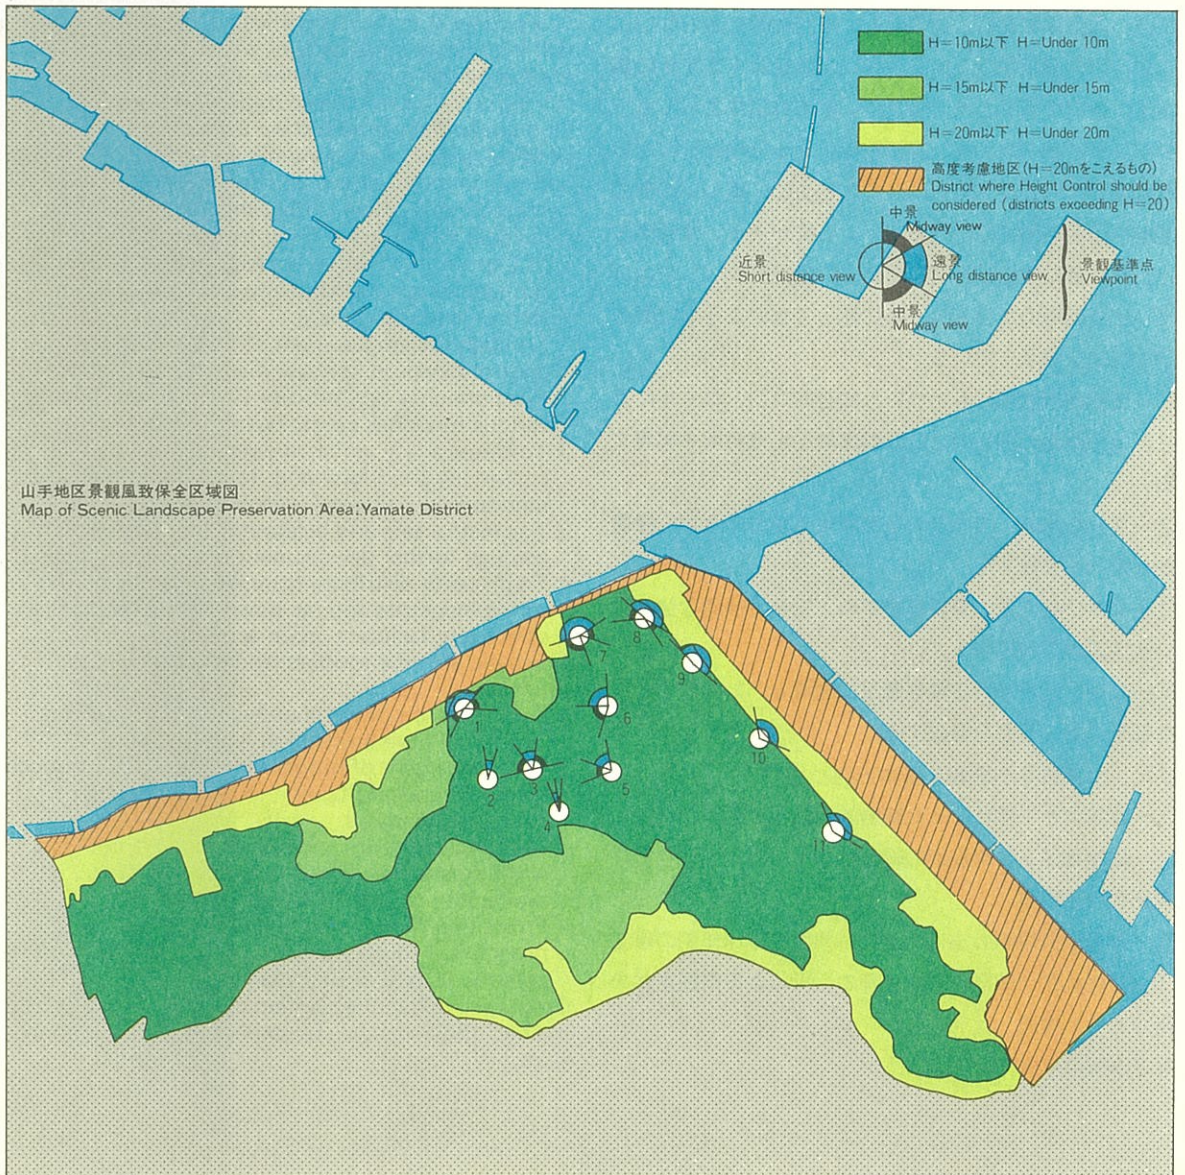 H=10m以下 H=Under 10m
H=15m以下 H=Under 15m
H=20m以下 H=Under 20m
高度考慮地区(H=20mをこえるもの)
District where Height Control should be
considered (districts exceeding H=20)
中景
Midway view
近景
Short distance view
遠景
Long distance view
景観基準点
Viewpoint
中景
Midway view
山手地区景観風致保全区域図
Map of Scenic Landscape Preservation Area:Yamate District
8
7
9
6
1
10
3
5
2
4
11